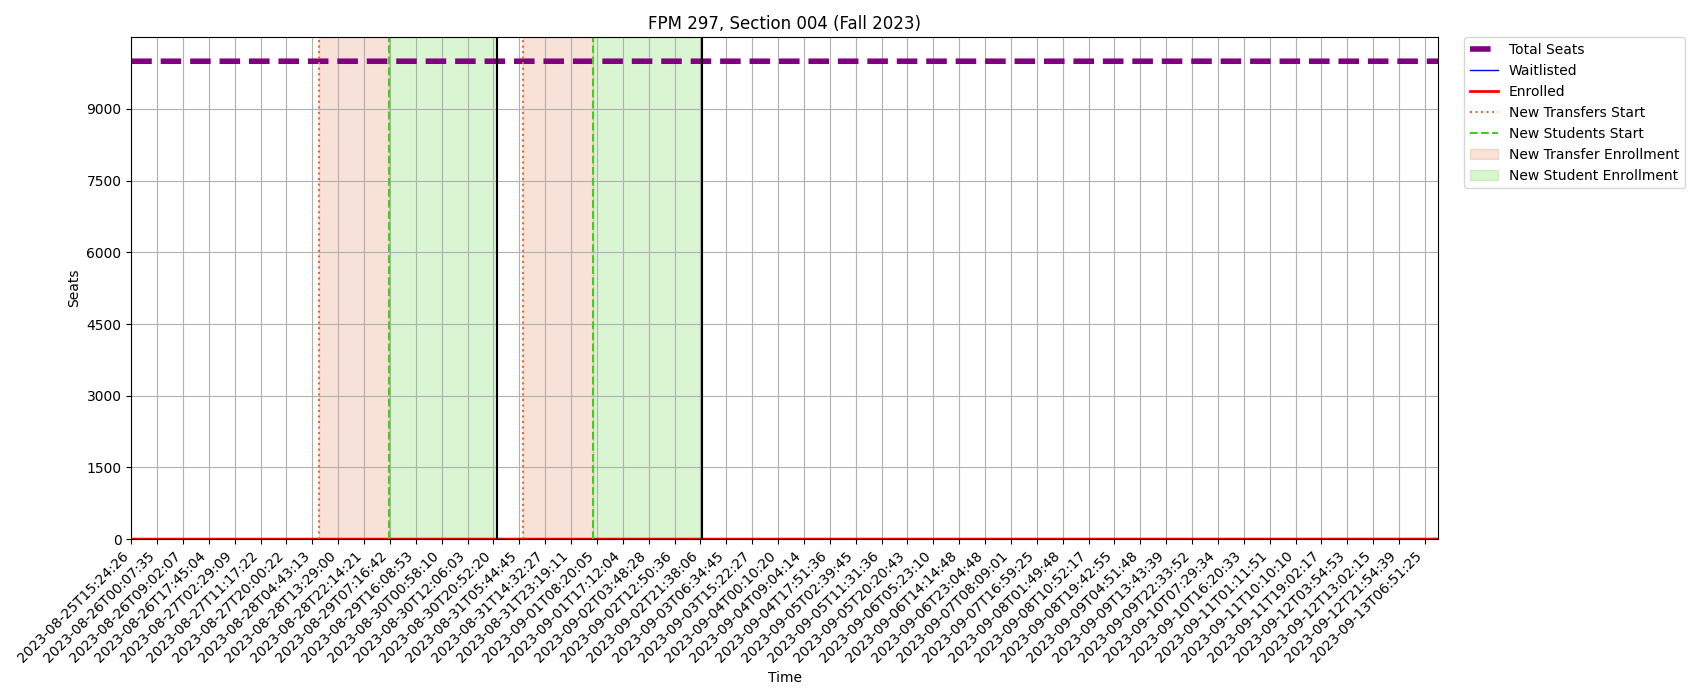 FPM 297, Section 004 (Fall 2023)
Total Seats
Waitlisted
Enrolled
New Transfers Start
New Students Start
New Transfer Enrollment
New Student Enrollment
Seats
9000
7500
6000
4500
3000
1500
0
2023-08-25T15:24:26
2023-08-26T00:07:35
2023-08-26T09:02:07
2023-08-26T17:45:04
2023-08-27T02:29:09
2023-08-27T11:17:22
2023-08-27T20:00:22
2023-08-28T04:43:13
2023-08-28T13:29:00
2023-08-28T22:14:21
2023-08-29T07:16:42
2023-08-29T16:08:53
2023-08-30T00:58:10
2023-08-30T12:06:03
2023-08-30T20:52:20
2023-08-31T05:44:45
2023-08-31T14:32:27
2023-08-31T23:19:11
2023-09-01T08:20:05
2023-09-01T17:12:04
2023-09-02T03:48:28
2023-09-02T12:50:36
2023-09-02T21:38:06
2023-09-03T06:34:45
2023-09-03T15:22:27
2023-09-04T00:10:20
2023-09-04T09:04:14
2023-09-04T17:51:36
2023-09-05T02:39:45
2023-09-05T11:31:36
2023-09-05T20:20:43
2023-09-06T05:23:10
2023-09-06T14:14:48
2023-09-06T23:04:48
2023-09-07T08:09:01
2023-09-07T16:59:25
2023-09-08T01:49:48
2023-09-08T10:52:17
2023-09-08T19:42:55
2023-09-09T04:51:48
2023-09-09T13:43:39
2023-09-09T22:33:52
2023-09-10T07:29:34
2023-09-10T16:20:33
2023-09-11T01:11:51
2023-09-11T10:10:10
2023-09-11T19:02:17
2023-09-12T03:54:53
2023-09-12T13:02:15
2023-09-12T21:54:39
2023-09-13T06:51:25
Time